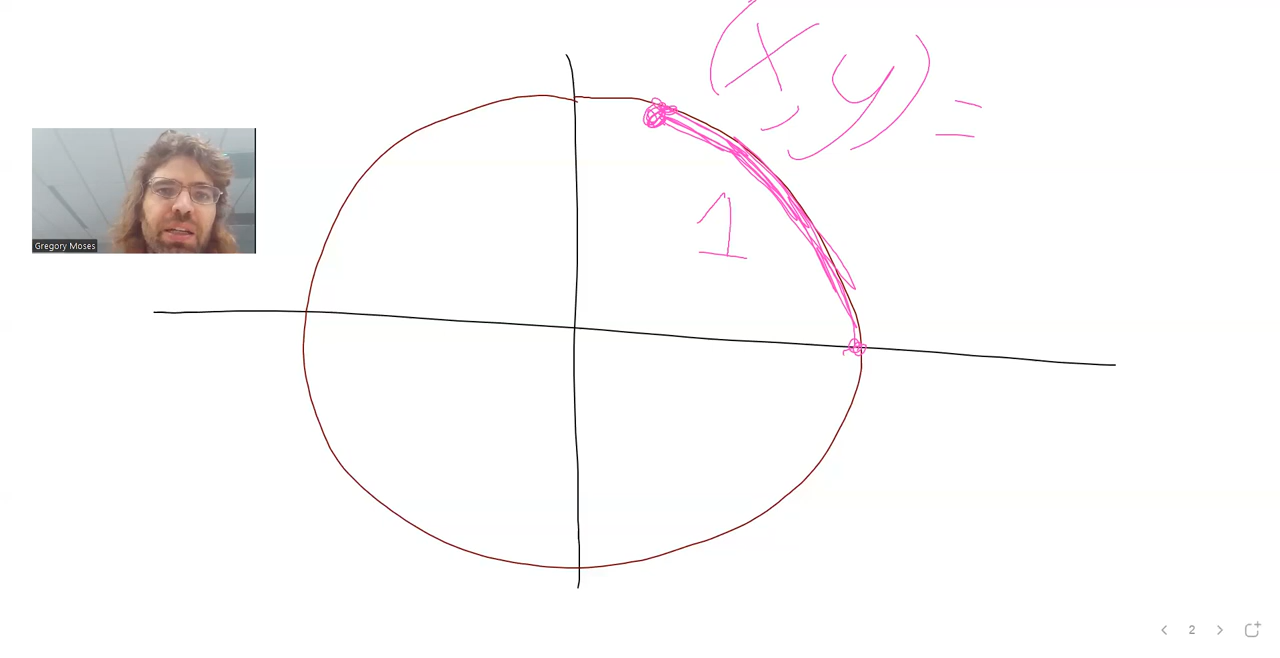 (x, y) =
1
Gregory Moses
2